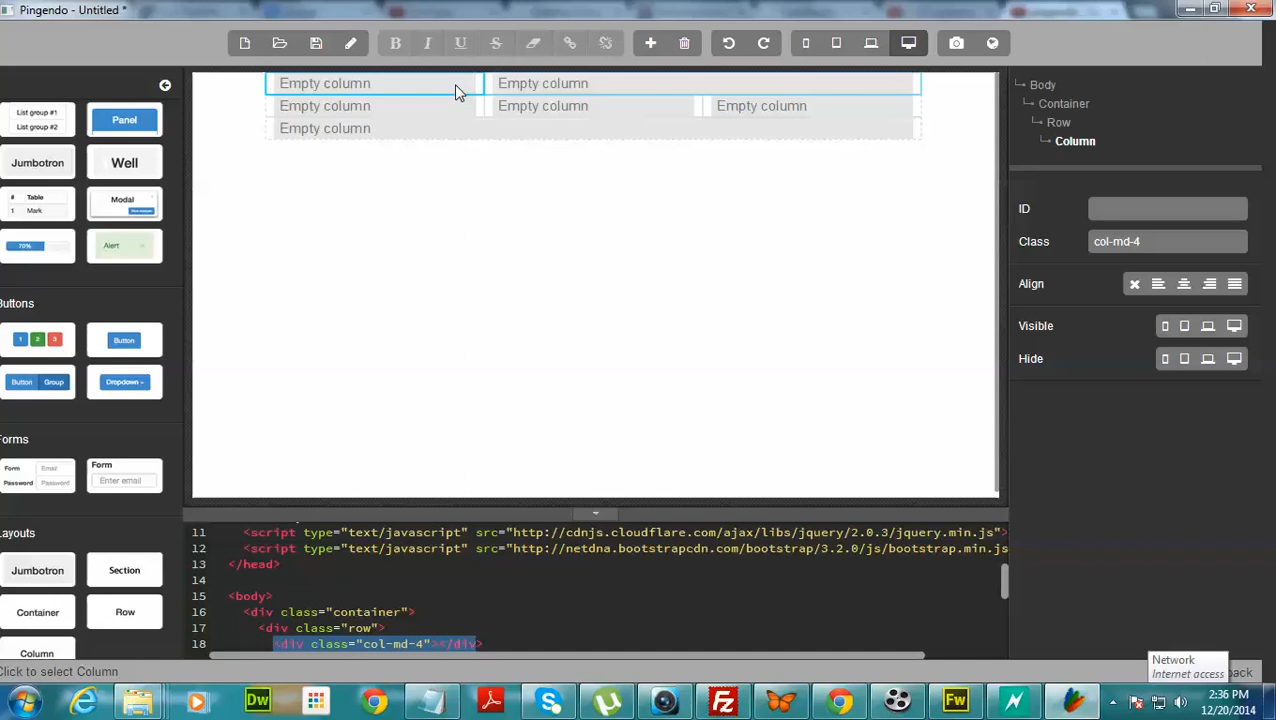 Pingendo - Untitled *
B I U S
Empty column Empty column
Empty column Empty column Empty column
Empty column
List group #1
List group #2
Panel
Jumbotron
Well
# Table
1 Mark
Modal
70%
Alert
Buttons
1 2 3
Button
Button Group
Dropdown
Forms
Form Email
Password Password
Form
Enter email
Layouts
Jumbotron
Section
Container
Row
Column
Body
Container
Row
Column
ID
Class col-md-4
Align
Visible
Hide
11 <script type="text/javascript" src="http://cdnjs.cloudflare.com/ajax/libs/jquery/2.0.3/jquery.min.js">
12 <script type="text/javascript" src="http://netdna.bootstrapcdn.com/bootstrap/3.2.0/js/bootstrap.min.js
13 </head>
14
15 <body>
16 <div class="container">
17 <div class="row">
18 <div class="col-md-4"></div>
Click to select Column
Network
Internet access
back
Dw
Fz
Fw
2:36 PM
12/20/2014